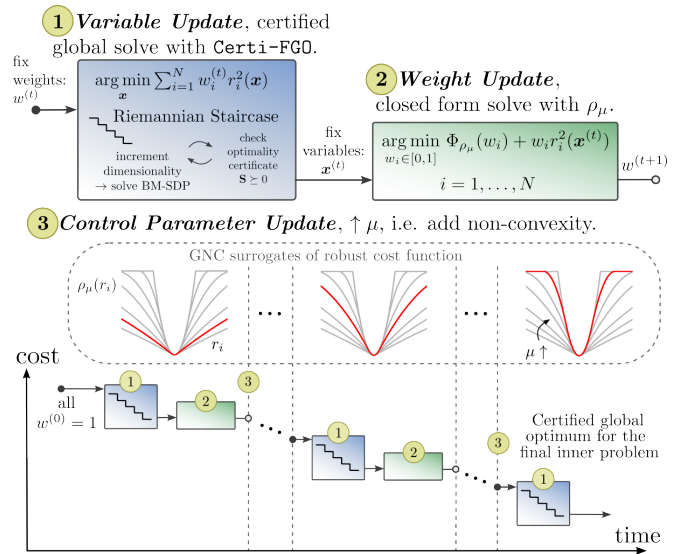 1 Variable Update, certified
global solve with Certi-FGO.
fix
weights:
w^{(t)}
arg min_x ∑_{i=1}^N w_i^{(t)} r_i^2(x)
Riemannian Staircase
increment
dimensionality
→ solve BM-SDP
check
optimality
certificate
S ⪰ 0
fix
variables:
x^{(t)}
2 Weight Update,
closed form solve with ρ_μ.
arg min_{w_i∈[0,1]} Φ_{ρ_μ}(w_i) + w_i r_i^2(x^{(t)})
i = 1, . . . , N
w^{(t+1)}
3 Control Parameter Update, ↑ μ, i.e. add non-convexity.
GNC surrogates of robust cost function
ρ_μ(r_i)
r_i
...
...
μ ↑
cost
all
w^{(0)} = 1
1
2
3
1
2
3
1
Certified global
optimum for the
final inner problem
time